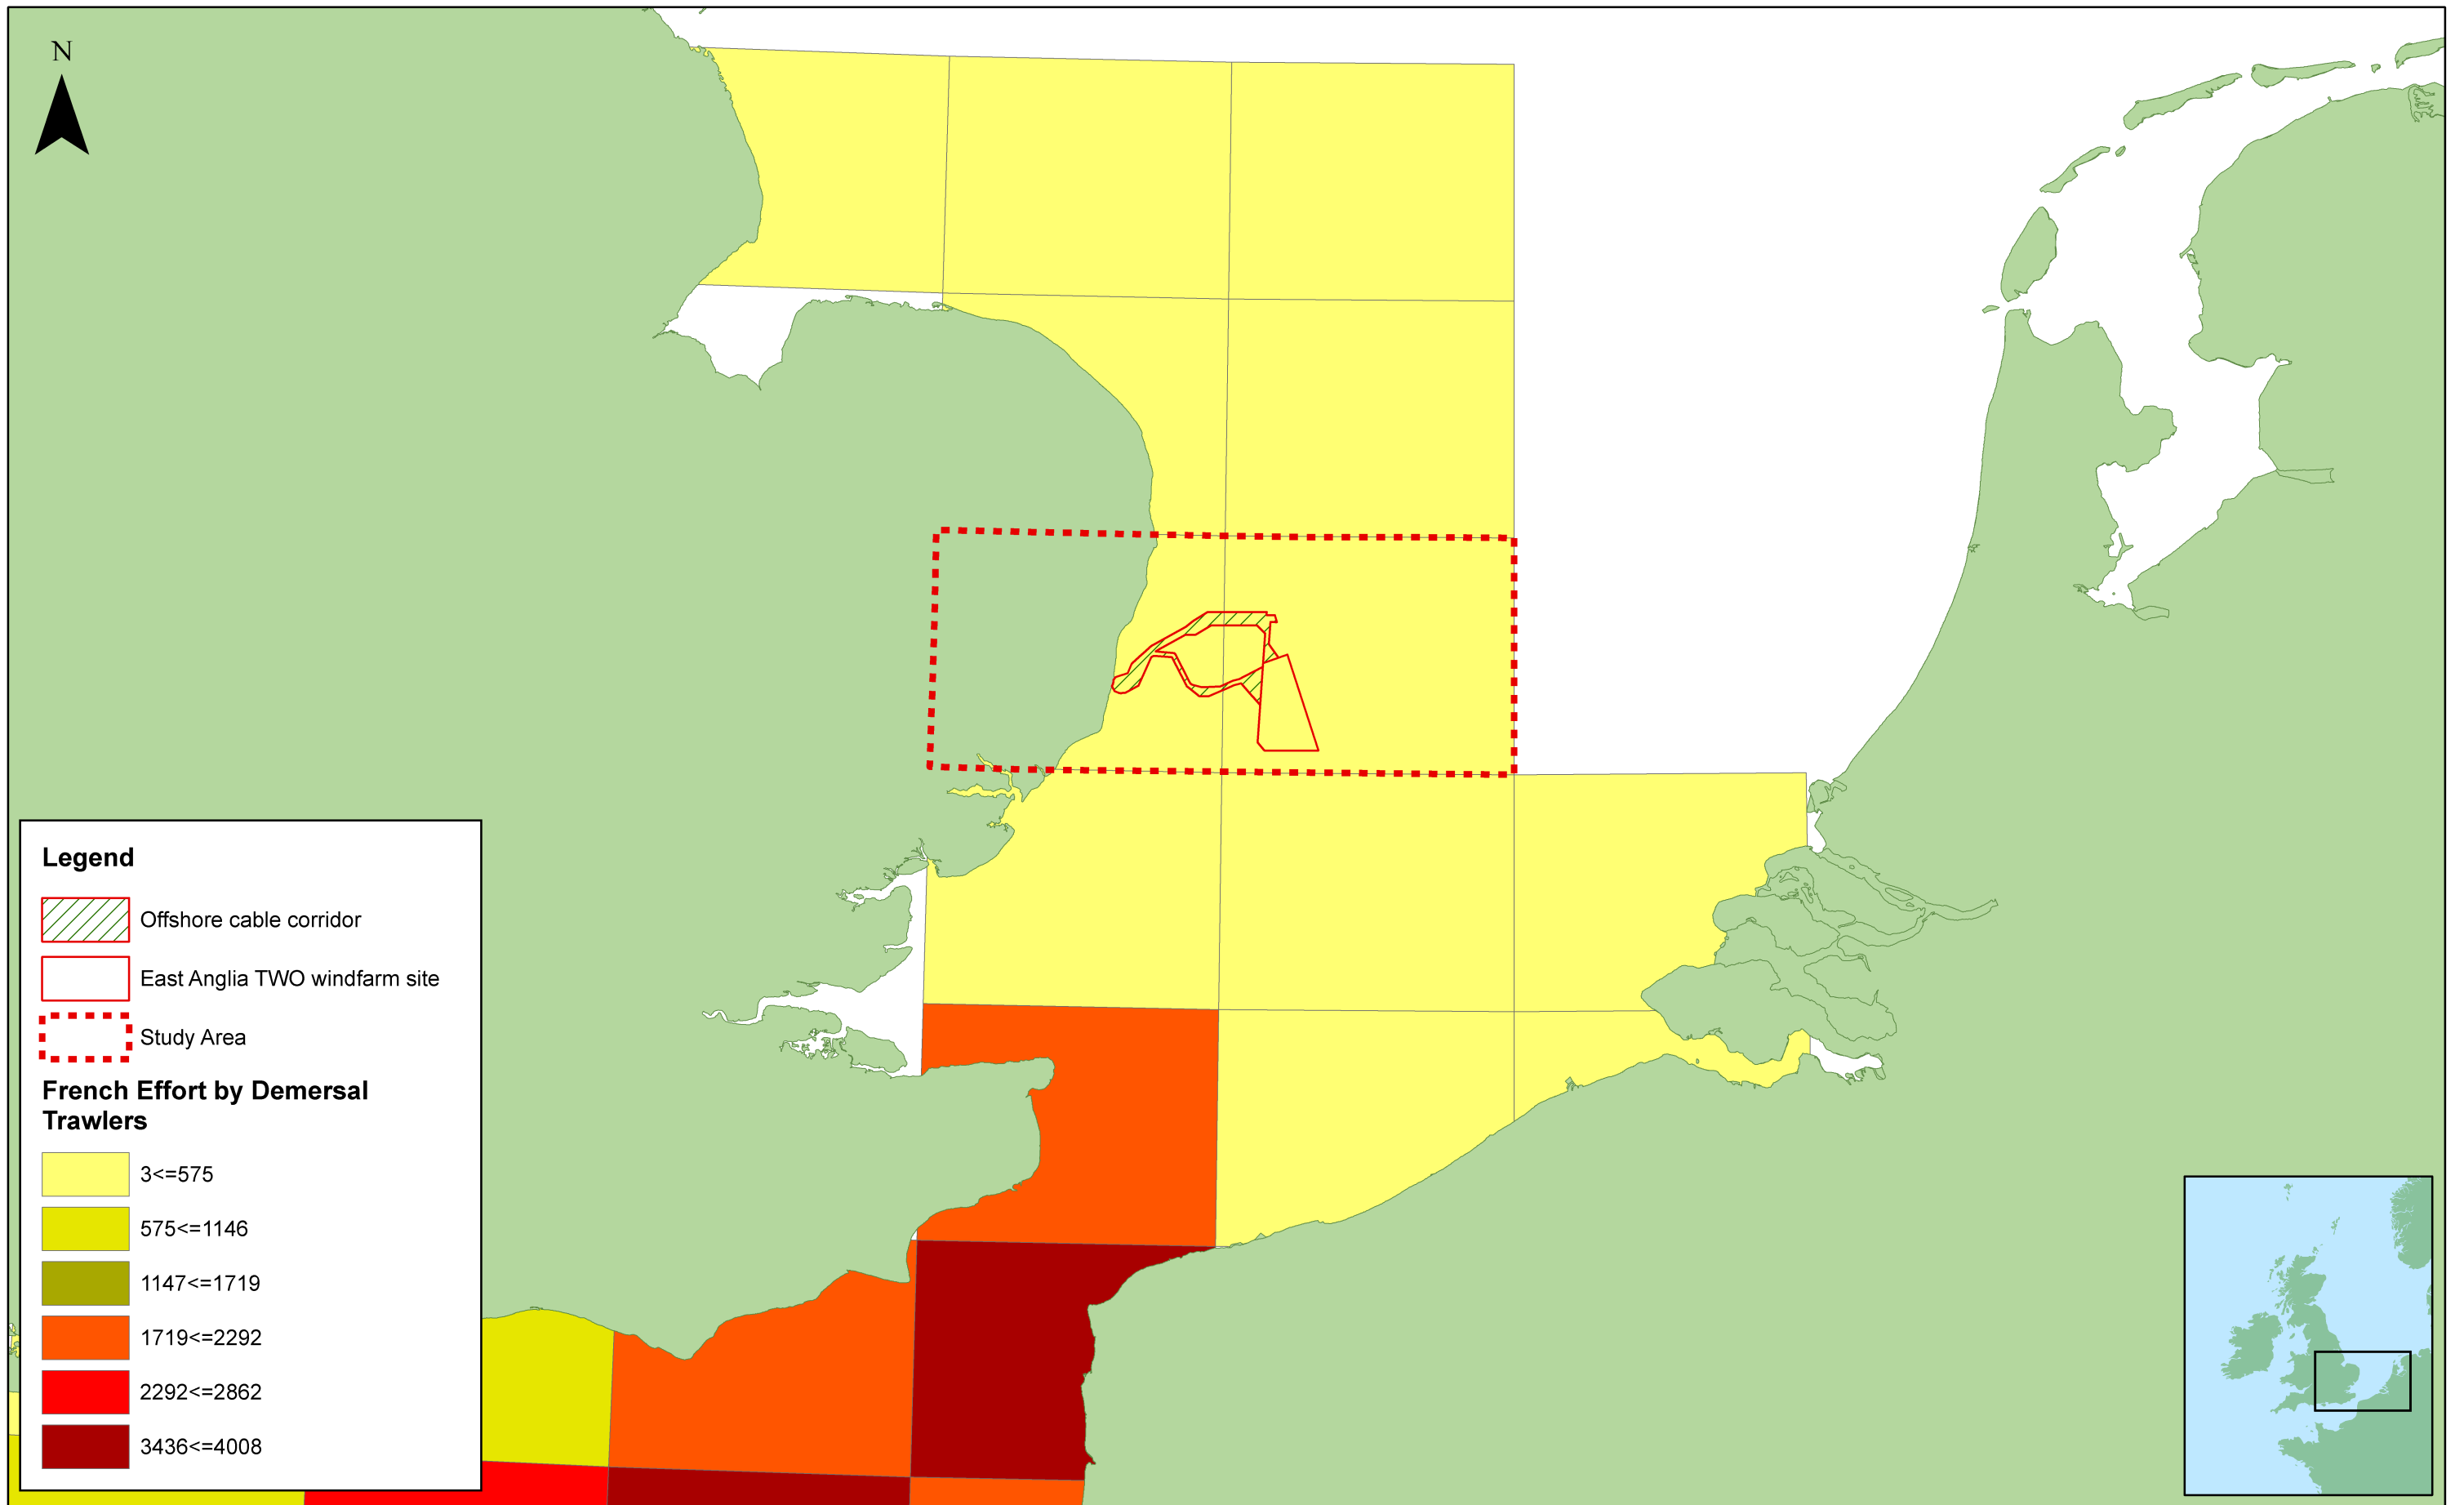 N
Legend
Offshore cable corridor
East Anglia TWO windfarm site
Study Area
French Effort by Demersal
Trawlers
3<=575
575<=1146
1147<=1719
1719<=2292
2292<=2862
3436<=4008